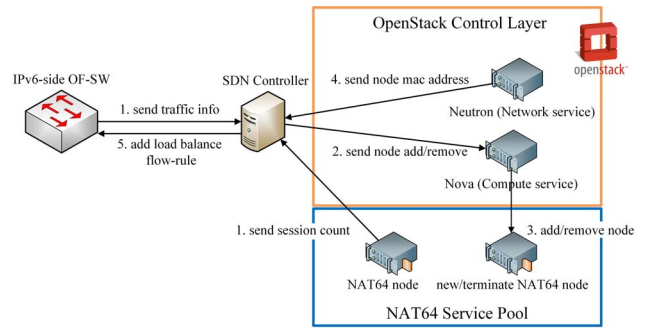 OpenStack Control Layer
openstack
IPv6-side OF-SW
SDN Controller
4. send node mac address
1. send traffic info
Neutron (Network service)
5. add load balance
flow-rule
2. send node add/remove
Nova (Compute service)
1. send session count
3. add/remove node
NAT64 node
new/terminate NAT64 node
NAT64 Service Pool